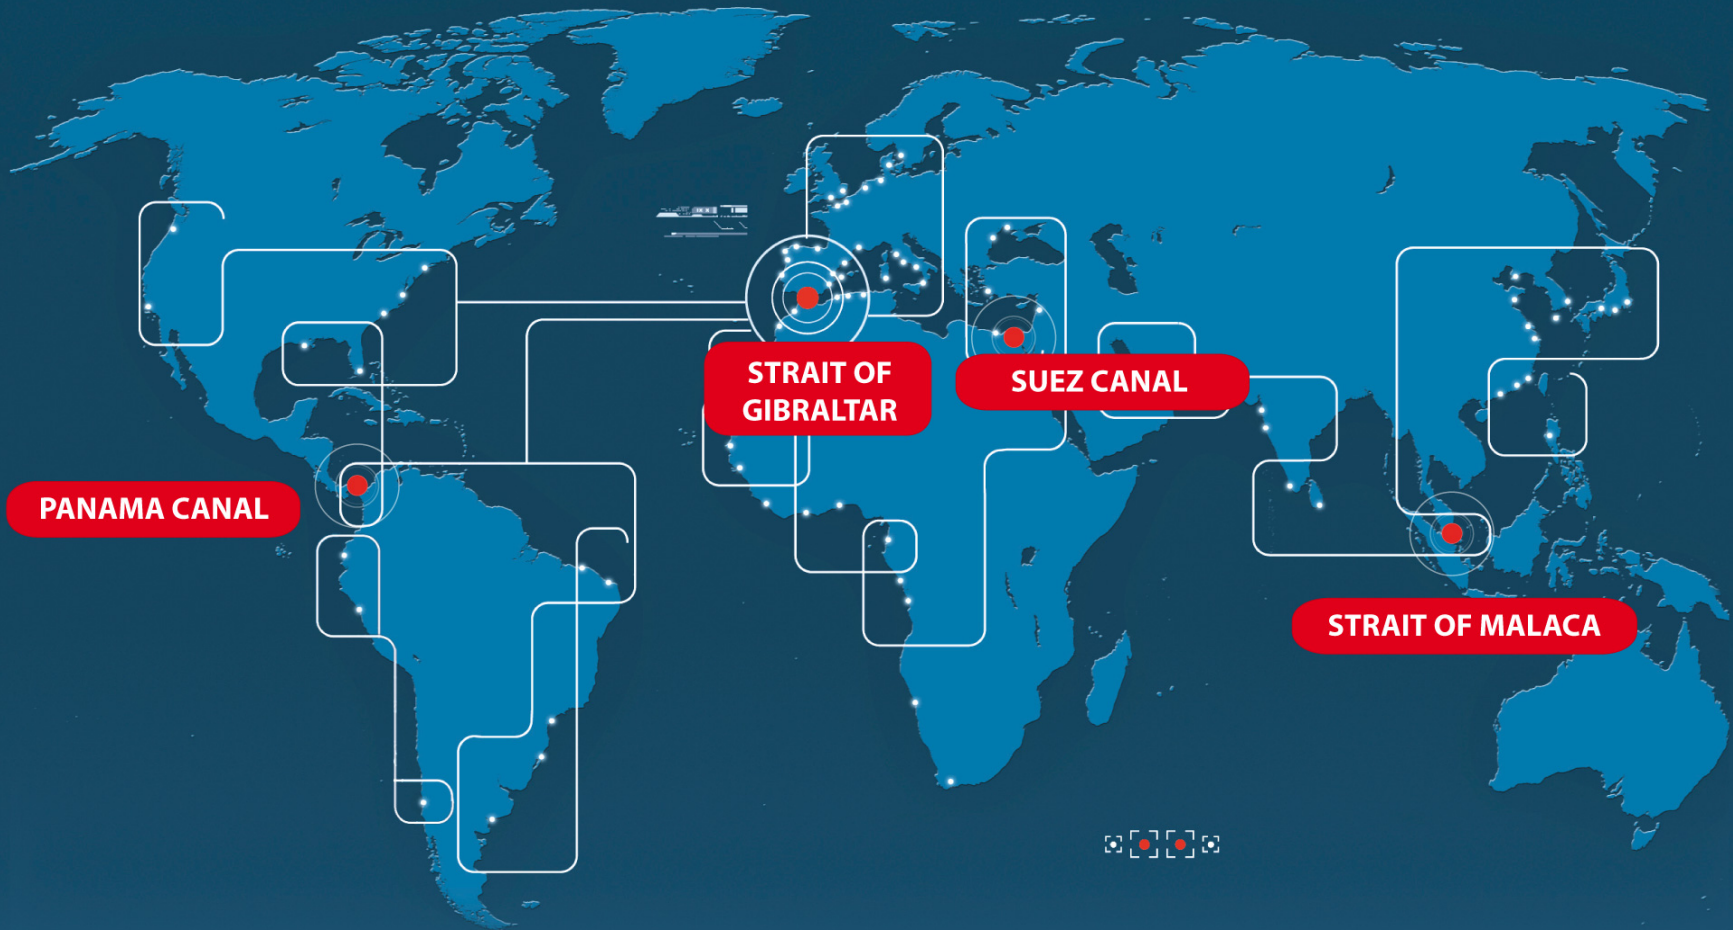 STRAIT OF
GIBRALTAR
SUEZ CANAL
PANAMA CANAL
STRAIT OF MALACA